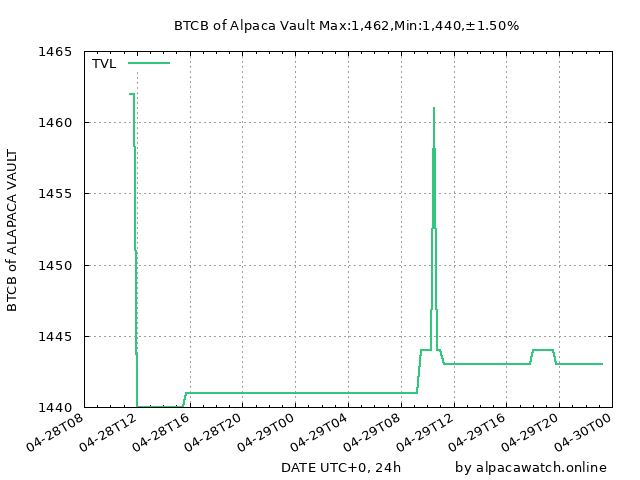 BTCB of Alpaca Vault Max:1,462,Min:1,440,±1.50%
TVL
1465
1460
1455
1450
1445
1440
BTCB of ALAPACA VAULT
04-28T08
04-28T12
04-28T16
04-28T20
04-29T00
04-29T04
04-29T08
04-29T12
04-29T16
04-29T20
04-30T00
DATE UTC+0, 24h
by alpacawatch.online